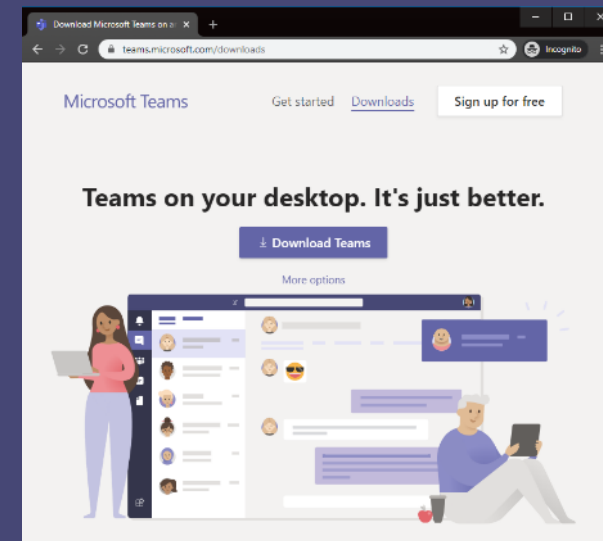 Download Microsoft Teams on a
teams.microsoft.com/downloads
Incognito
Microsoft Teams
Get started
Downloads
Sign up for free
Teams on your desktop. It's just better.
Download Teams
More options